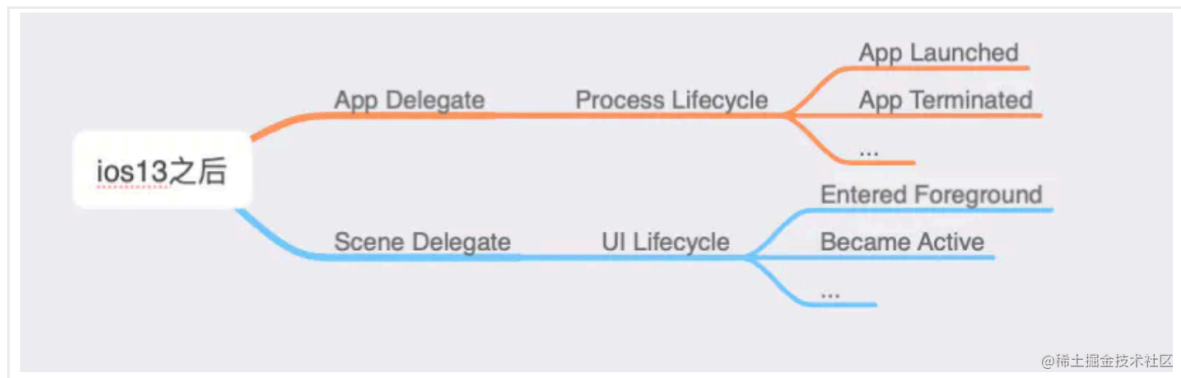 ios13之后
App Delegate
Process Lifecycle
App Launched
App Terminated
...
Scene Delegate
UI Lifecycle
Entered Foreground
Became Active
...
@稀土掘金技术社区